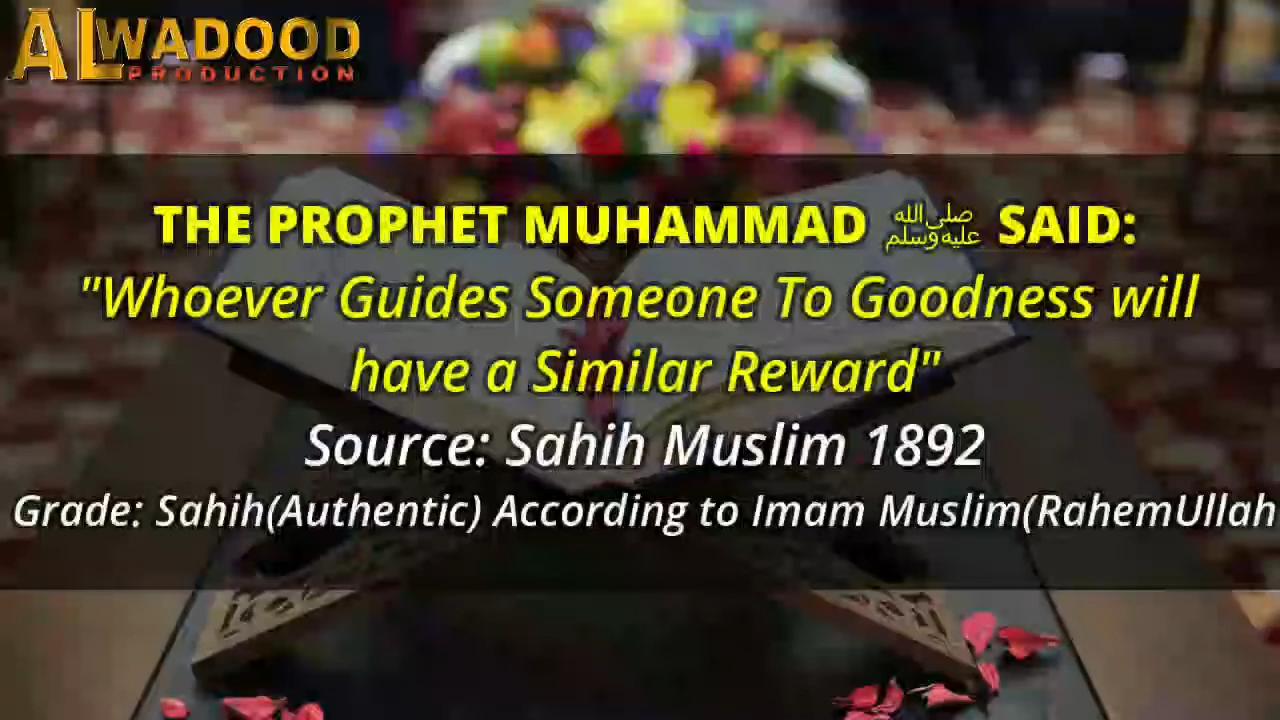 ALWADOOD
PRODUCTION
THE PROPHET MUHAMMAD ﷺ SAID:
"Whoever Guides Someone To Goodness will
have a Similar Reward"
Source: Sahih Muslim 1892
Grade: Sahih(Authentic) According to Imam Muslim(RahemUllah